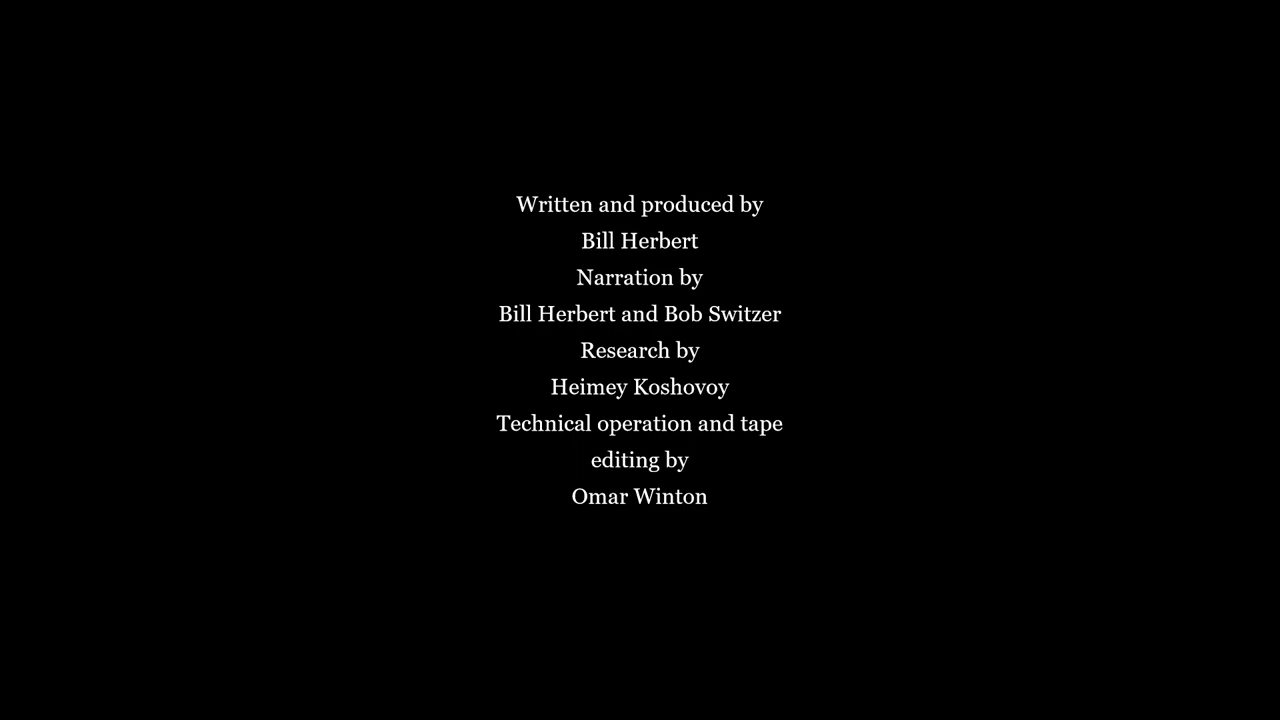 Written and produced by
Bill Herbert
Narration by
Bill Herbert and Bob Switzer
Research by
Heimey Koshovoy
Technical operation and tape
editing by
Omar Winton